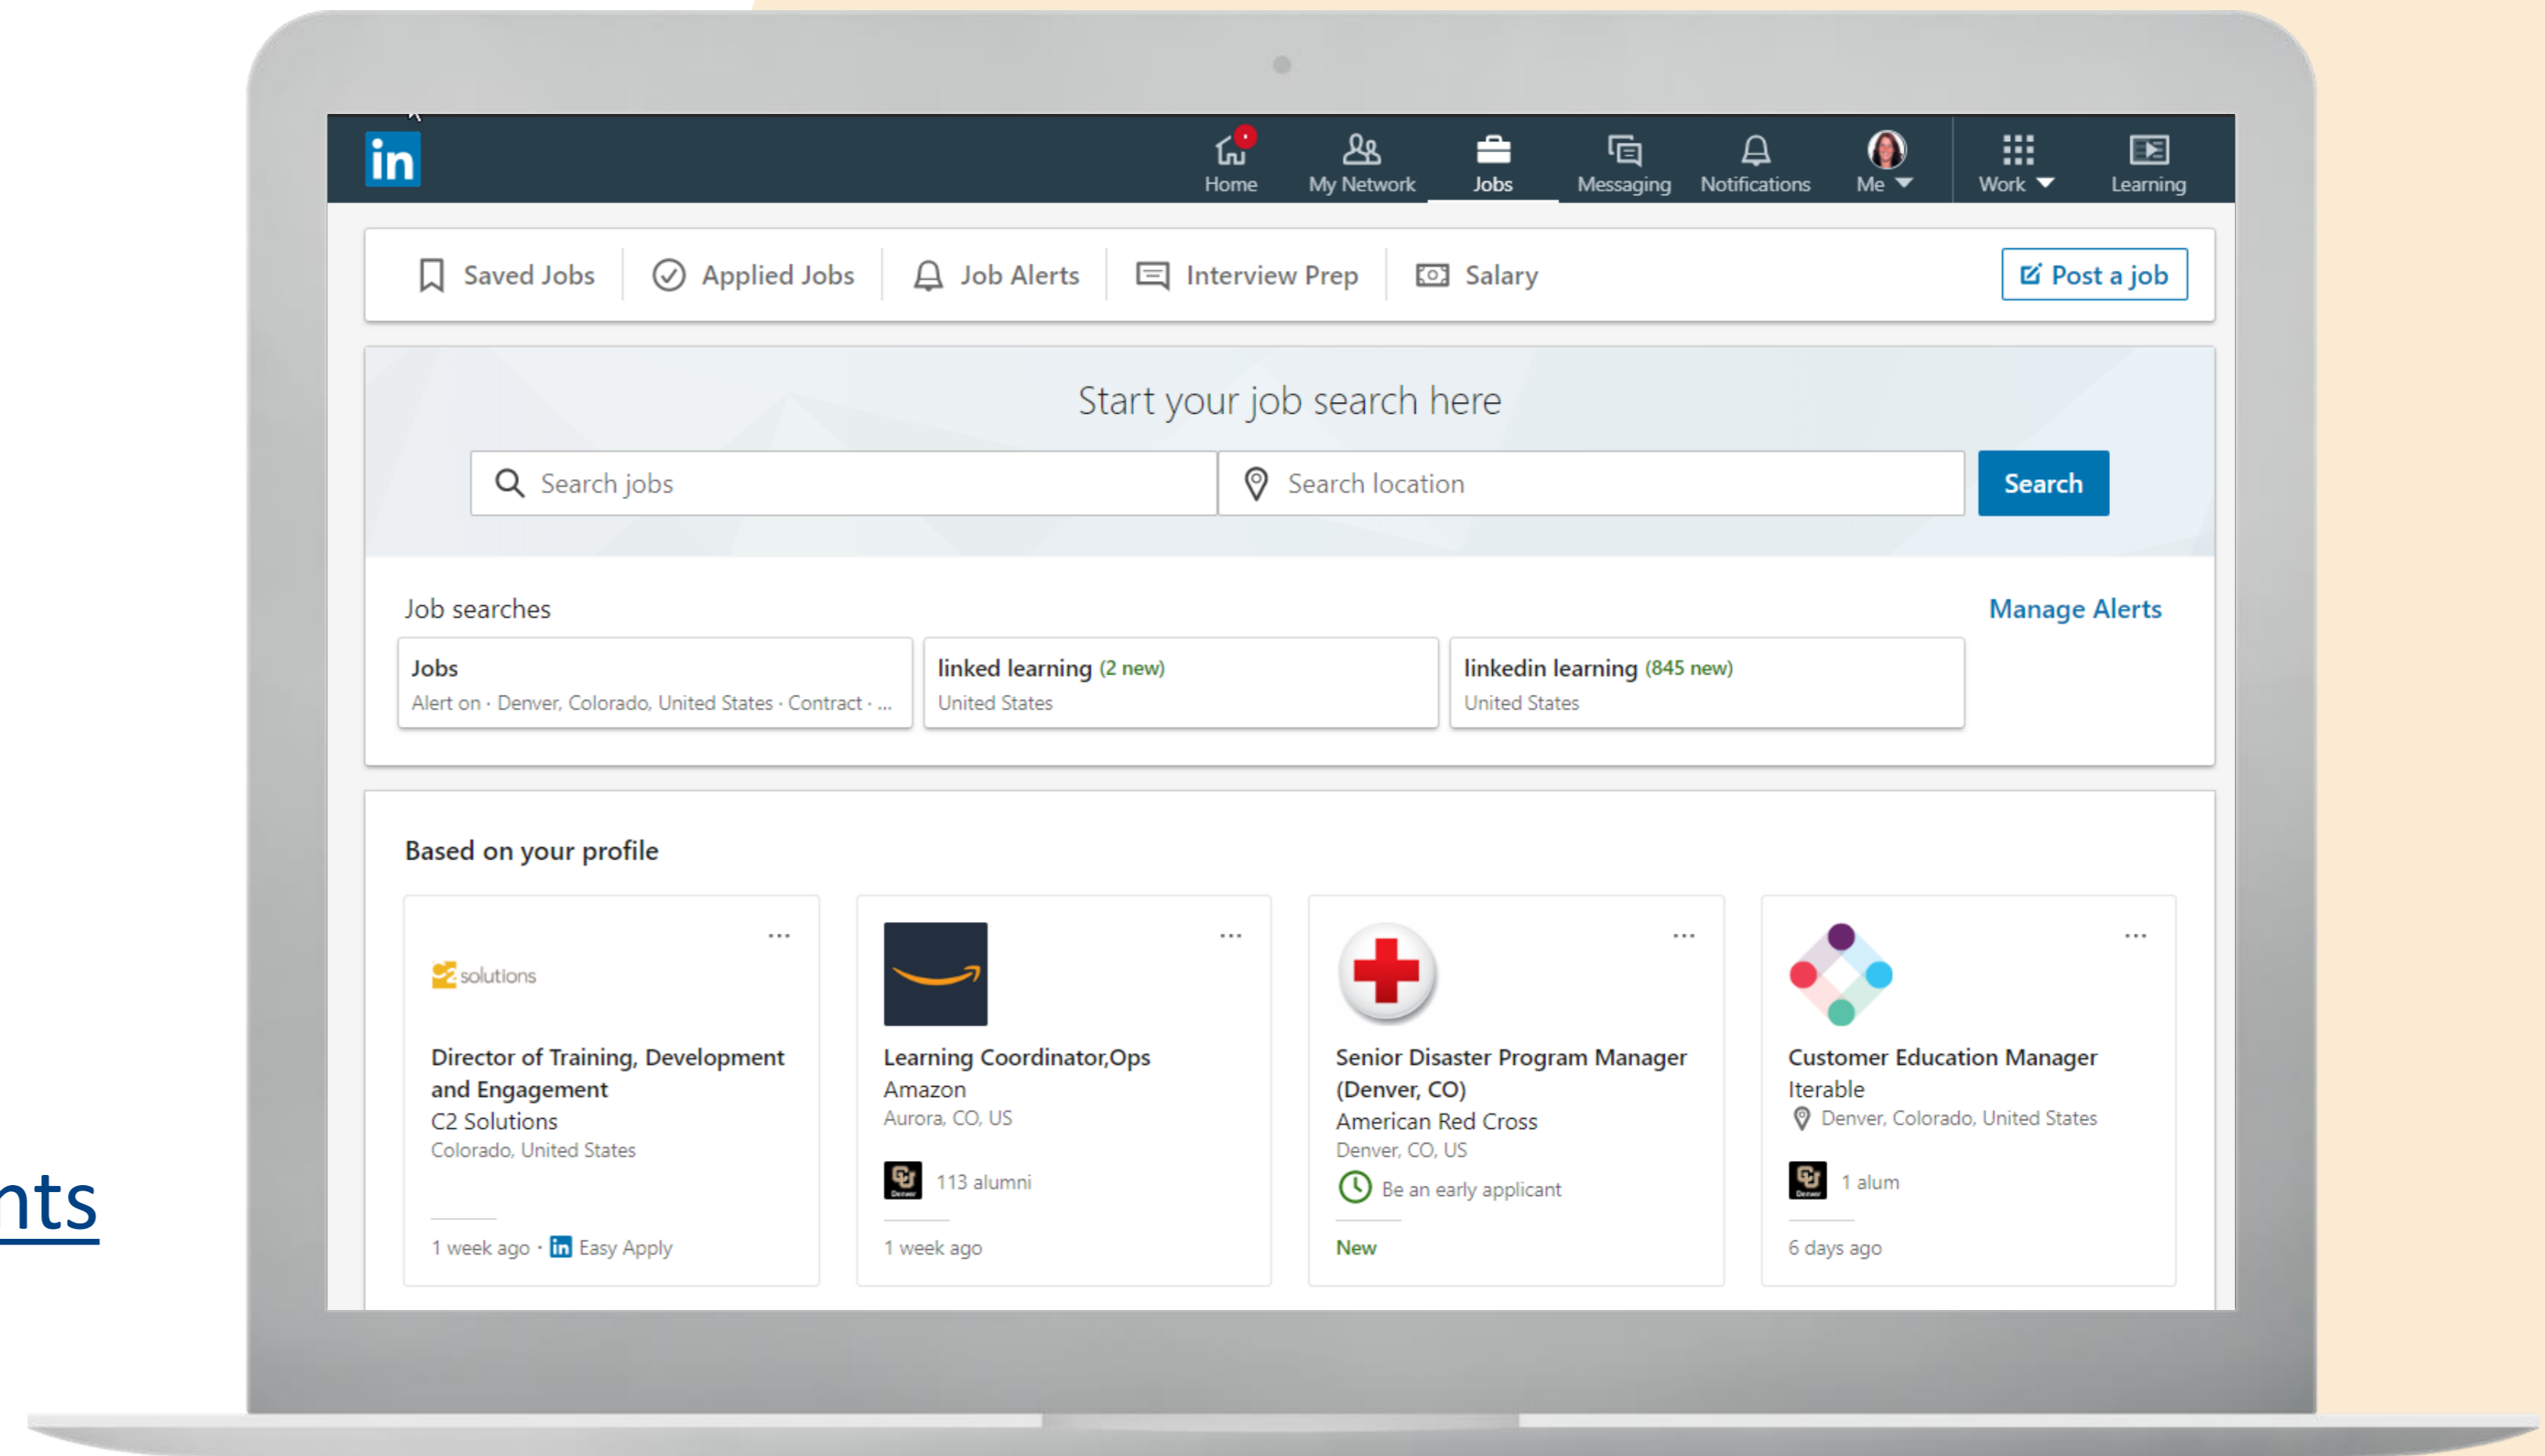 in
Home
My Network
Jobs
Messaging
Notifications
Me
Work
Learning
Saved Jobs
Applied Jobs
Job Alerts
Interview Prep
Salary
Post a job
Start your job search here
Search jobs
Search location
Search
Job searches
Manage Alerts
Jobs
Alert on · Denver, Colorado, United States · Contract · ...
linked learning (2 new)
United States
linkedin learning (845 new)
United States
Based on your profile
C2 solutions
Director of Training, Development
and Engagement
C2 Solutions
Colorado, United States
1 week ago · in Easy Apply
Learning Coordinator,Ops
Amazon
Aurora, CO, US
CU Denver
113 alumni
1 week ago
Senior Disaster Program Manager
(Denver, CO)
American Red Cross
Denver, CO, US
Be an early applicant
New
Customer Education Manager
Iterable
Denver, Colorado, United States
CU Denver
1 alum
6 days ago
nts